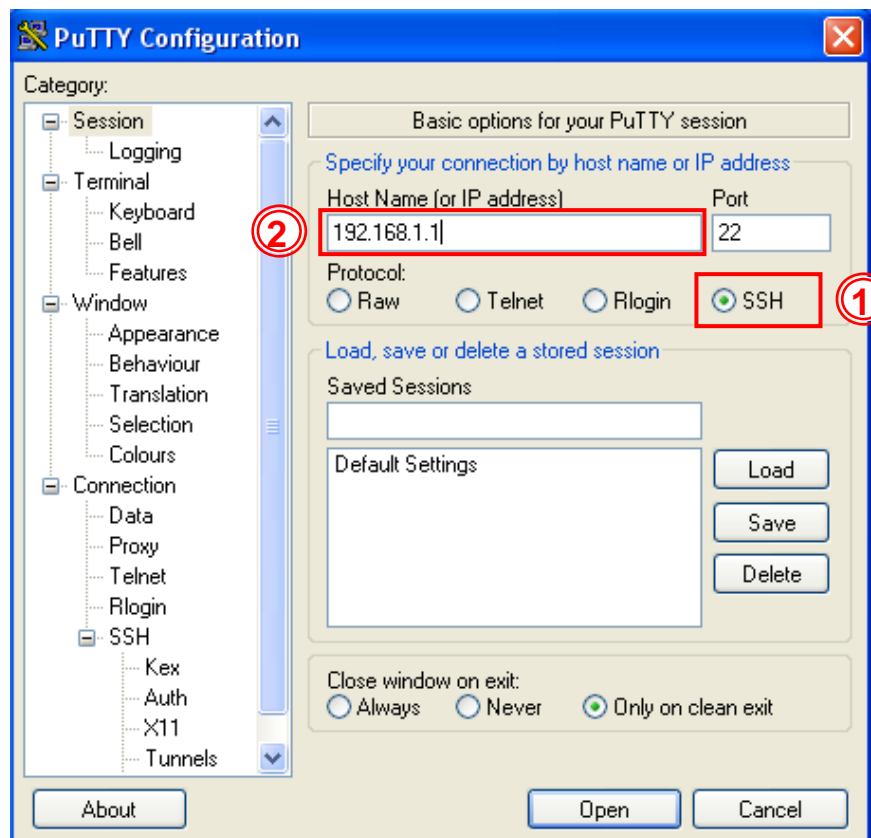 PuTTY Configuration
Category:
Session
Logging
Terminal
Keyboard
Bell
Features
Window
Appearance
Behaviour
Translation
Selection
Colours
Connection
Data
Proxy
Telnet
Rlogin
SSH
Kex
Auth
X11
Tunnels
Basic options for your PuTTY session
Specify your connection by host name or IP address
Host Name (or IP address) Port
2 192.168.1.1 22
Protocol:
Raw Telnet Rlogin SSH 1
Load, save or delete a stored session
Saved Sessions
Default Settings
Load
Save
Delete
Close window on exit:
Always Never Only on clean exit
About Open Cancel